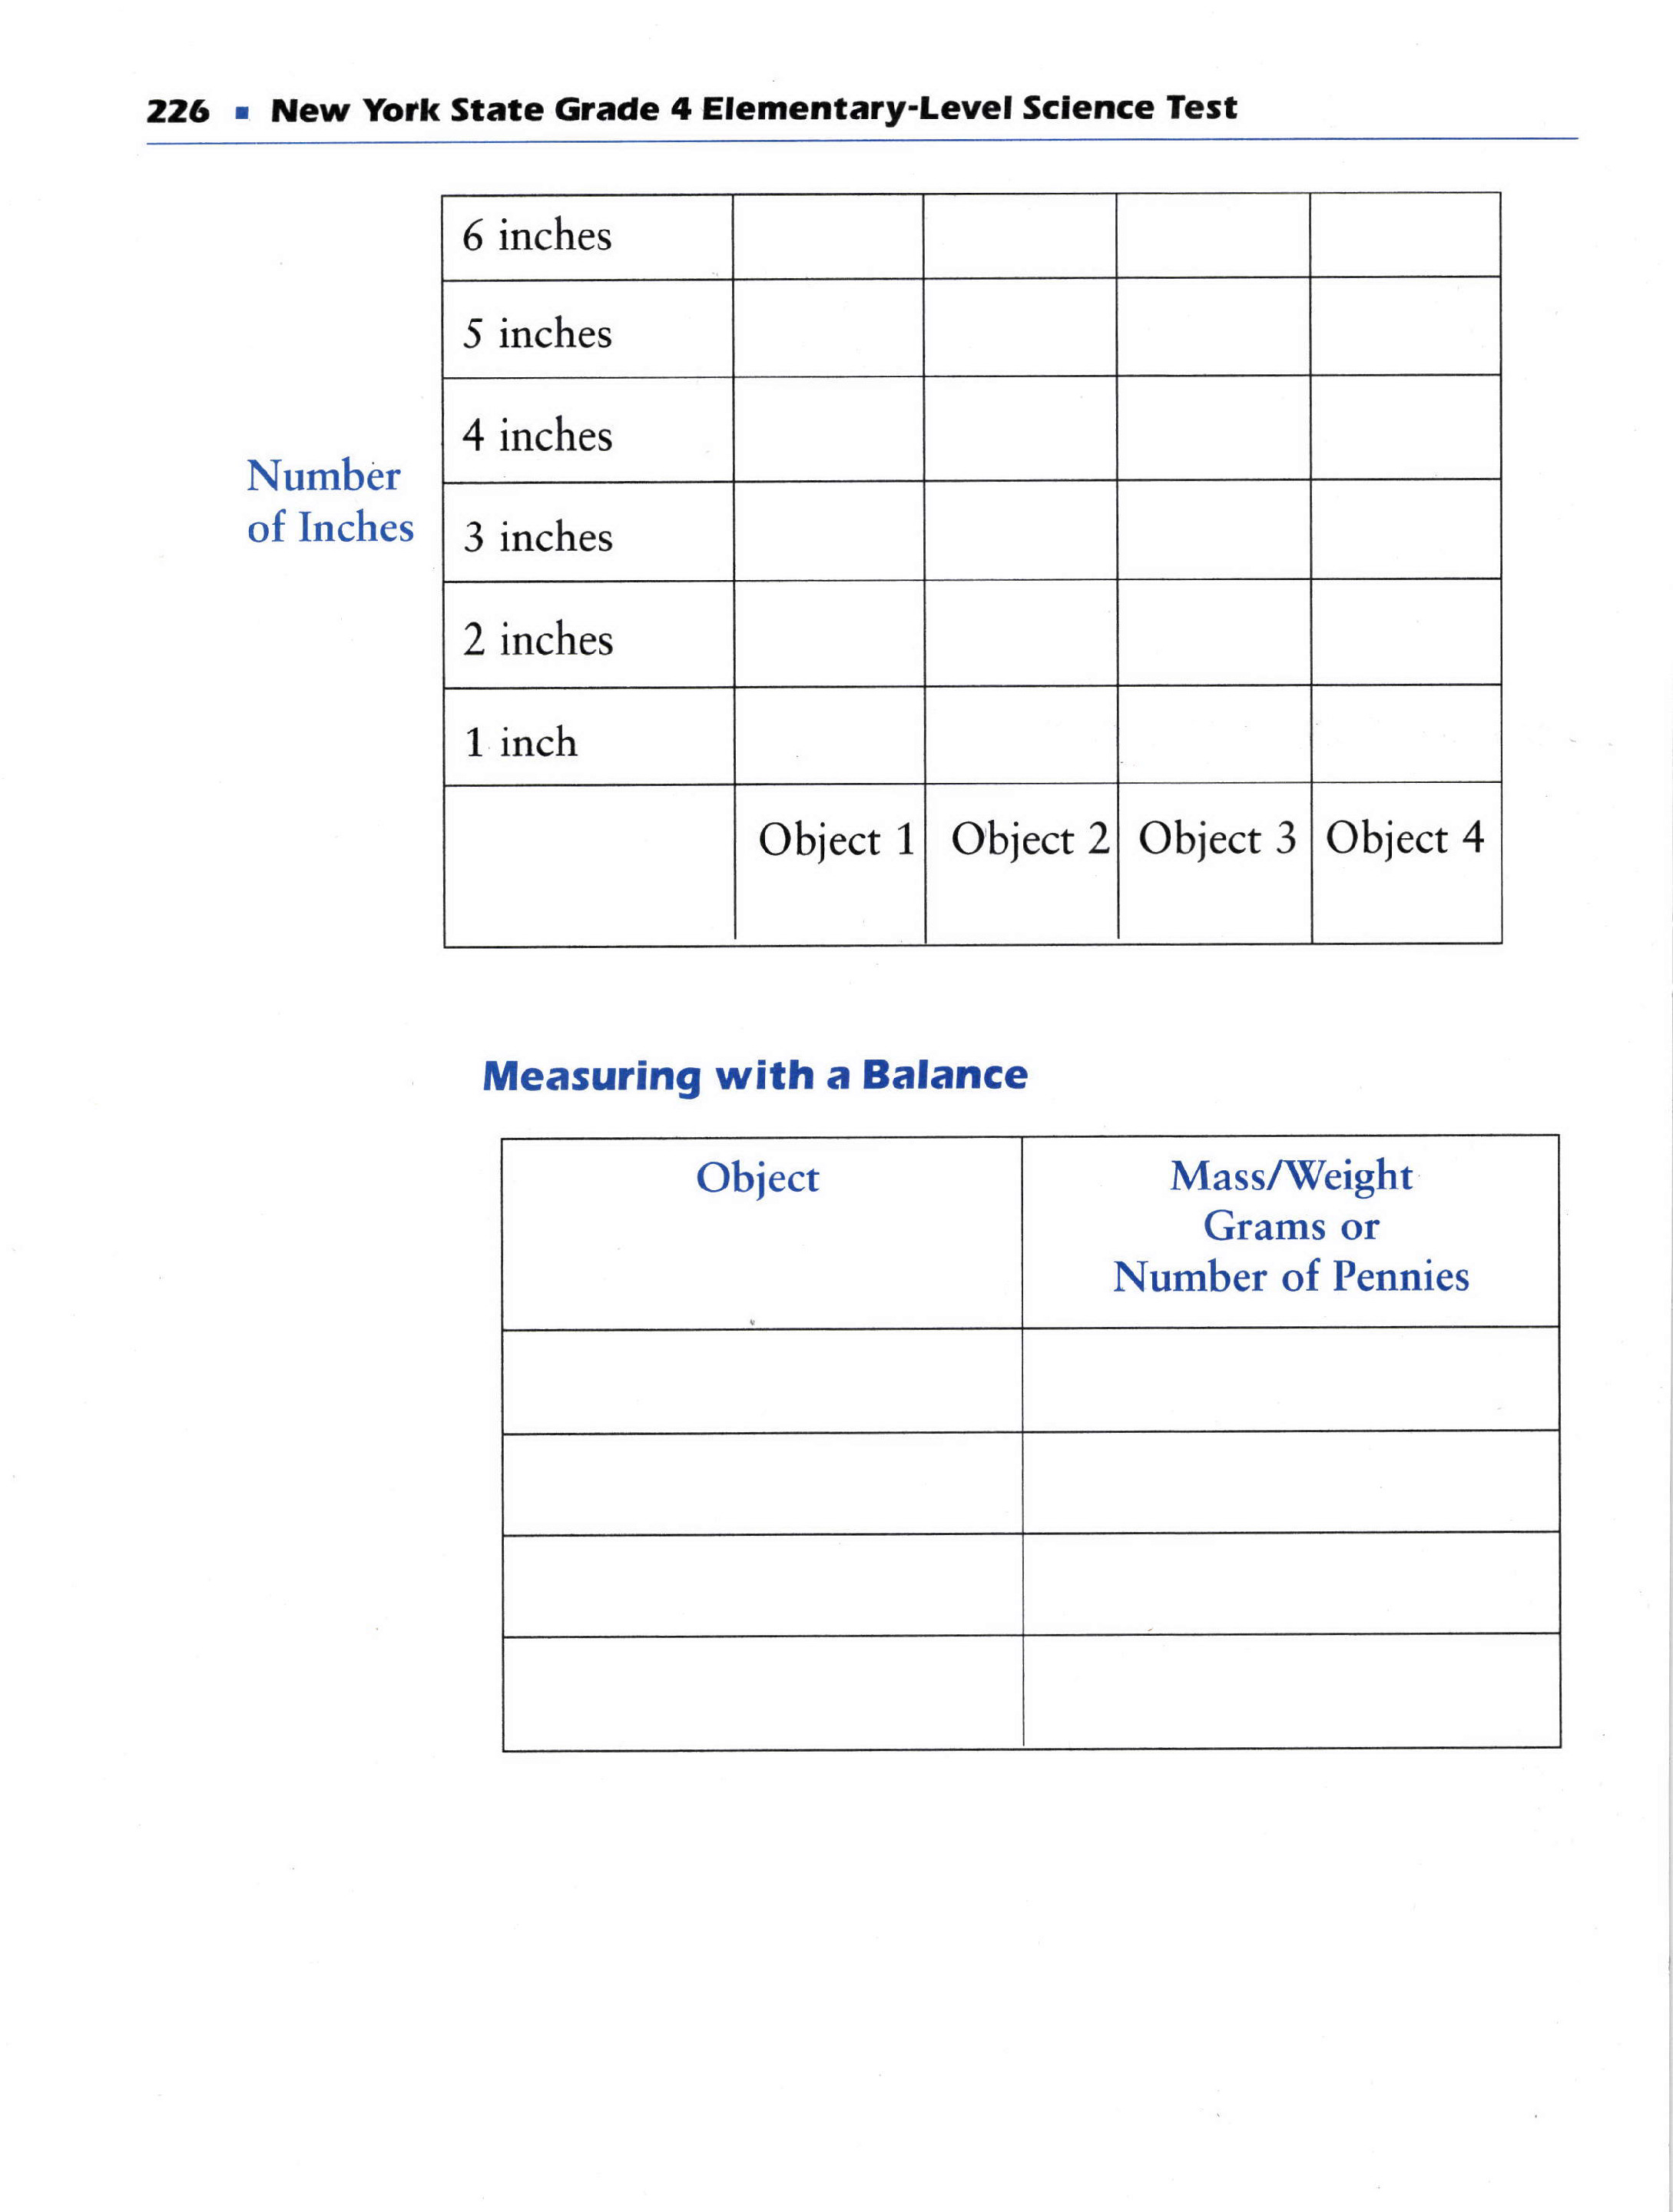 226 ▪ New York State Grade 4 Elementary-Level Science Test
6 inches
5 inches
4 inches
Number
of Inches
3 inches
2 inches
1 inch
Object 1 Object 2 Object 3 Object 4
Measuring with a Balance
Object
Mass/Weight
Grams or
Number of Pennies